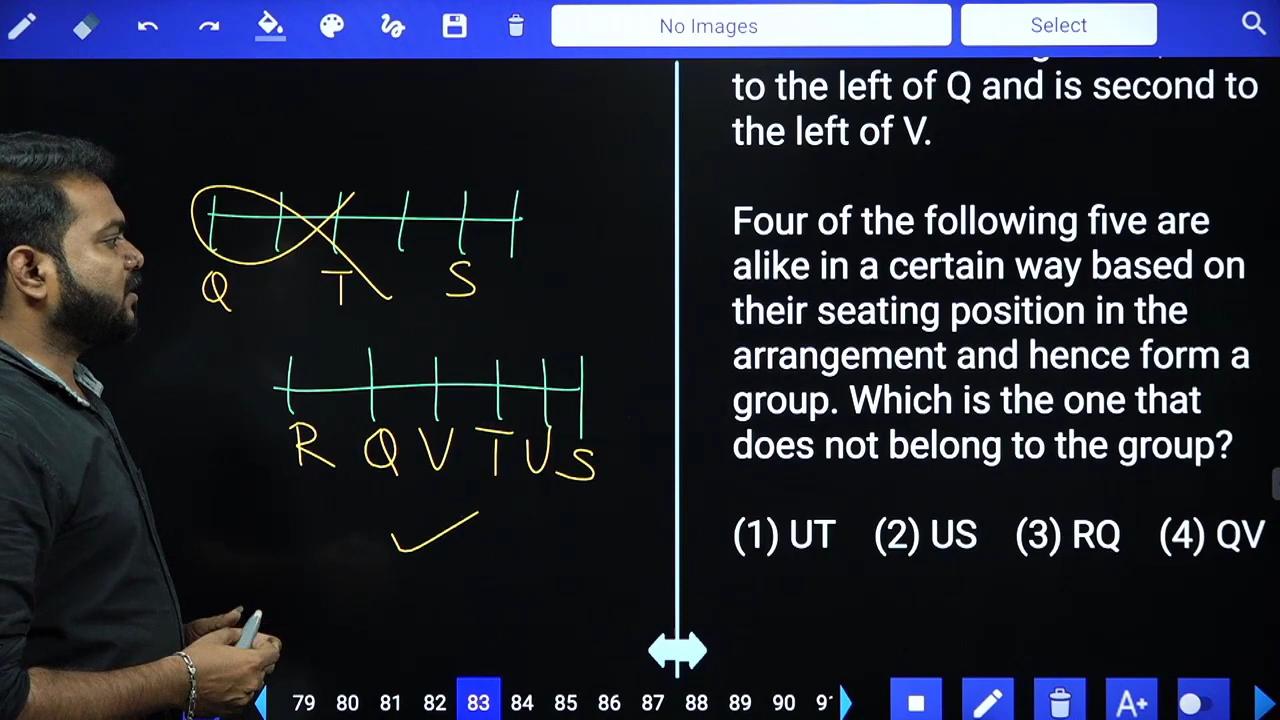 No Images
Select
to the left of Q and is second to
the left of V.
Four of the following five are
alike in a certain way based on
their seating position in the
arrangement and hence form a
group. Which is the one that
does not belong to the group?
(1) UT (2) US (3) RQ (4) QV
Q T S
R Q V T U S
79 80 81 82 83 84 85 86 87 88 89 90
A+